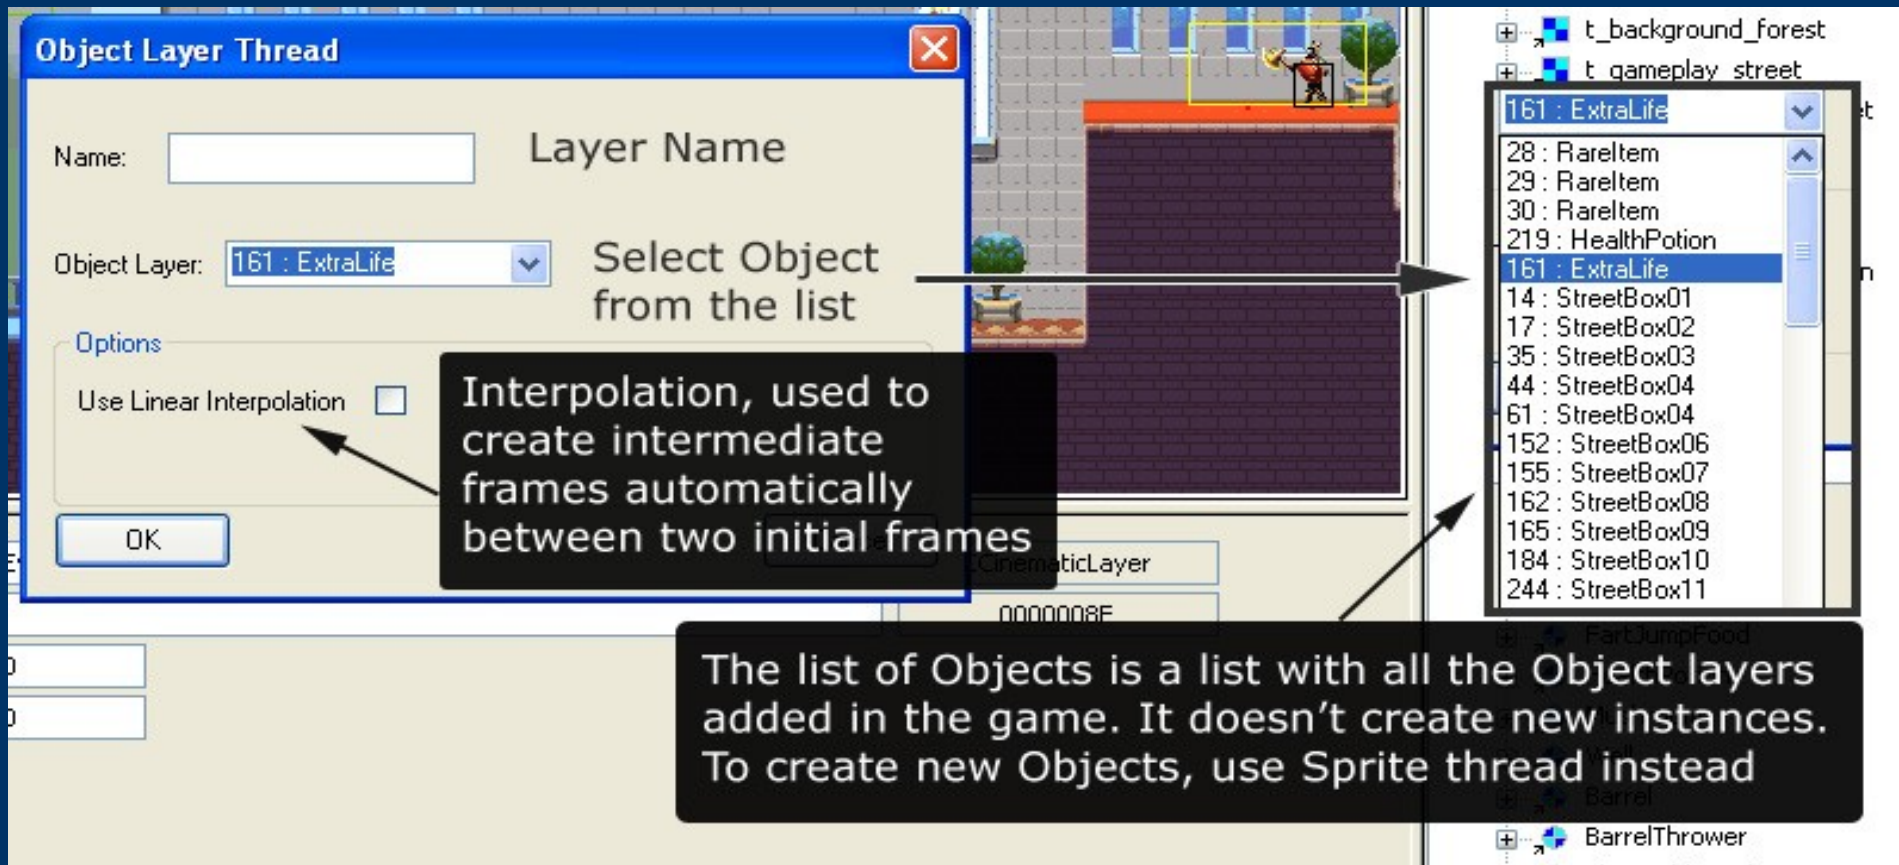 Object Layer Thread
Name:
Layer Name
Object Layer:
161 : ExtraLife
Select Object
from the list
Options
Use Linear Interpolation
Interpolation, used to
create intermediate
frames automatically
between two initial frames
OK
CinematicLayer
0000008E
t_background_forest
t_gameplay_street
161 : ExtraLife
28 : RareItem
29 : RareItem
30 : RareItem
219 : HealthPotion
161 : ExtraLife
14 : StreetBox01
17 : StreetBox02
35 : StreetBox03
44 : StreetBox04
61 : StreetBox04
152 : StreetBox06
155 : StreetBox07
162 : StreetBox08
165 : StreetBox09
184 : StreetBox10
244 : StreetBox11
FartJumpFood
The list of Objects is a list with all the Object layers
added in the game. It doesn’t create new instances.
To create new Objects, use Sprite thread instead
Barrel
BarrelThrower